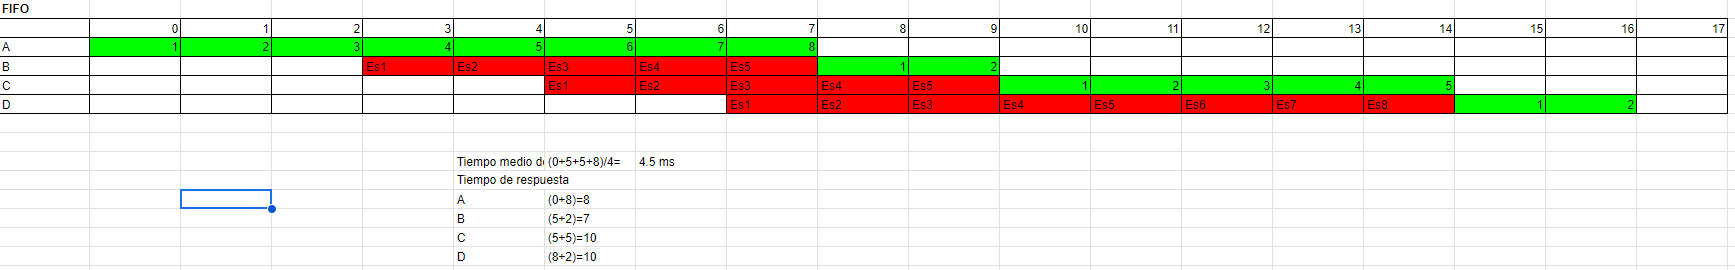 FIFO
0 1 2 3 4 5 6 7 8 9 10 11 12 13 14 15 16 17
A 1 2 3 4 5 6 7 8
B Es1 Es2 Es3 Es4 Es5 1 2
C Es1 Es2 Es3 Es4 Es5 1 2 3 4 5
D Es1 Es2 Es3 Es4 Es5 Es6 Es7 Es8 1 2
Tiempo medio de (0+5+5+8)/4= 4.5 ms
Tiempo de respuesta
A (0+8)=8
B (5+2)=7
C (5+5)=10
D (8+2)=10